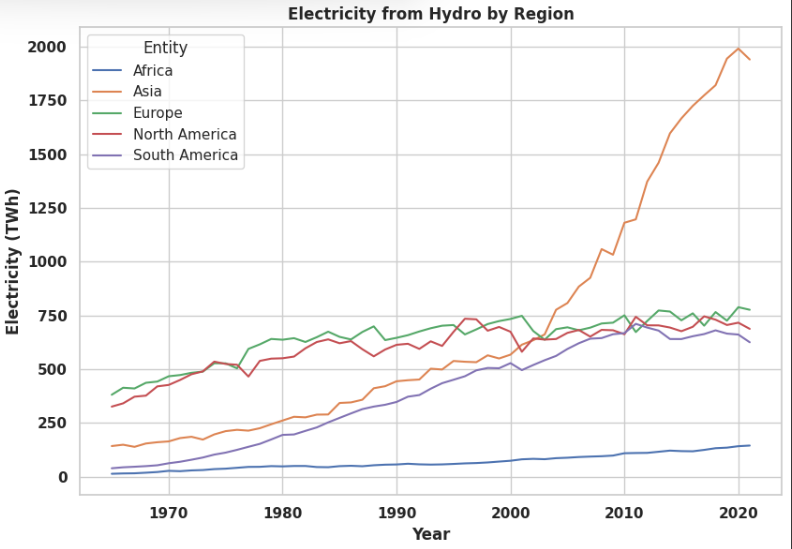 Electricity from Hydro by Region
Entity
Africa
Asia
Europe
North America
South America
2000
1750
1500
1250
1000
750
500
250
0
Electricity (TWh)
1970
1980
1990
2000
2010
2020
Year